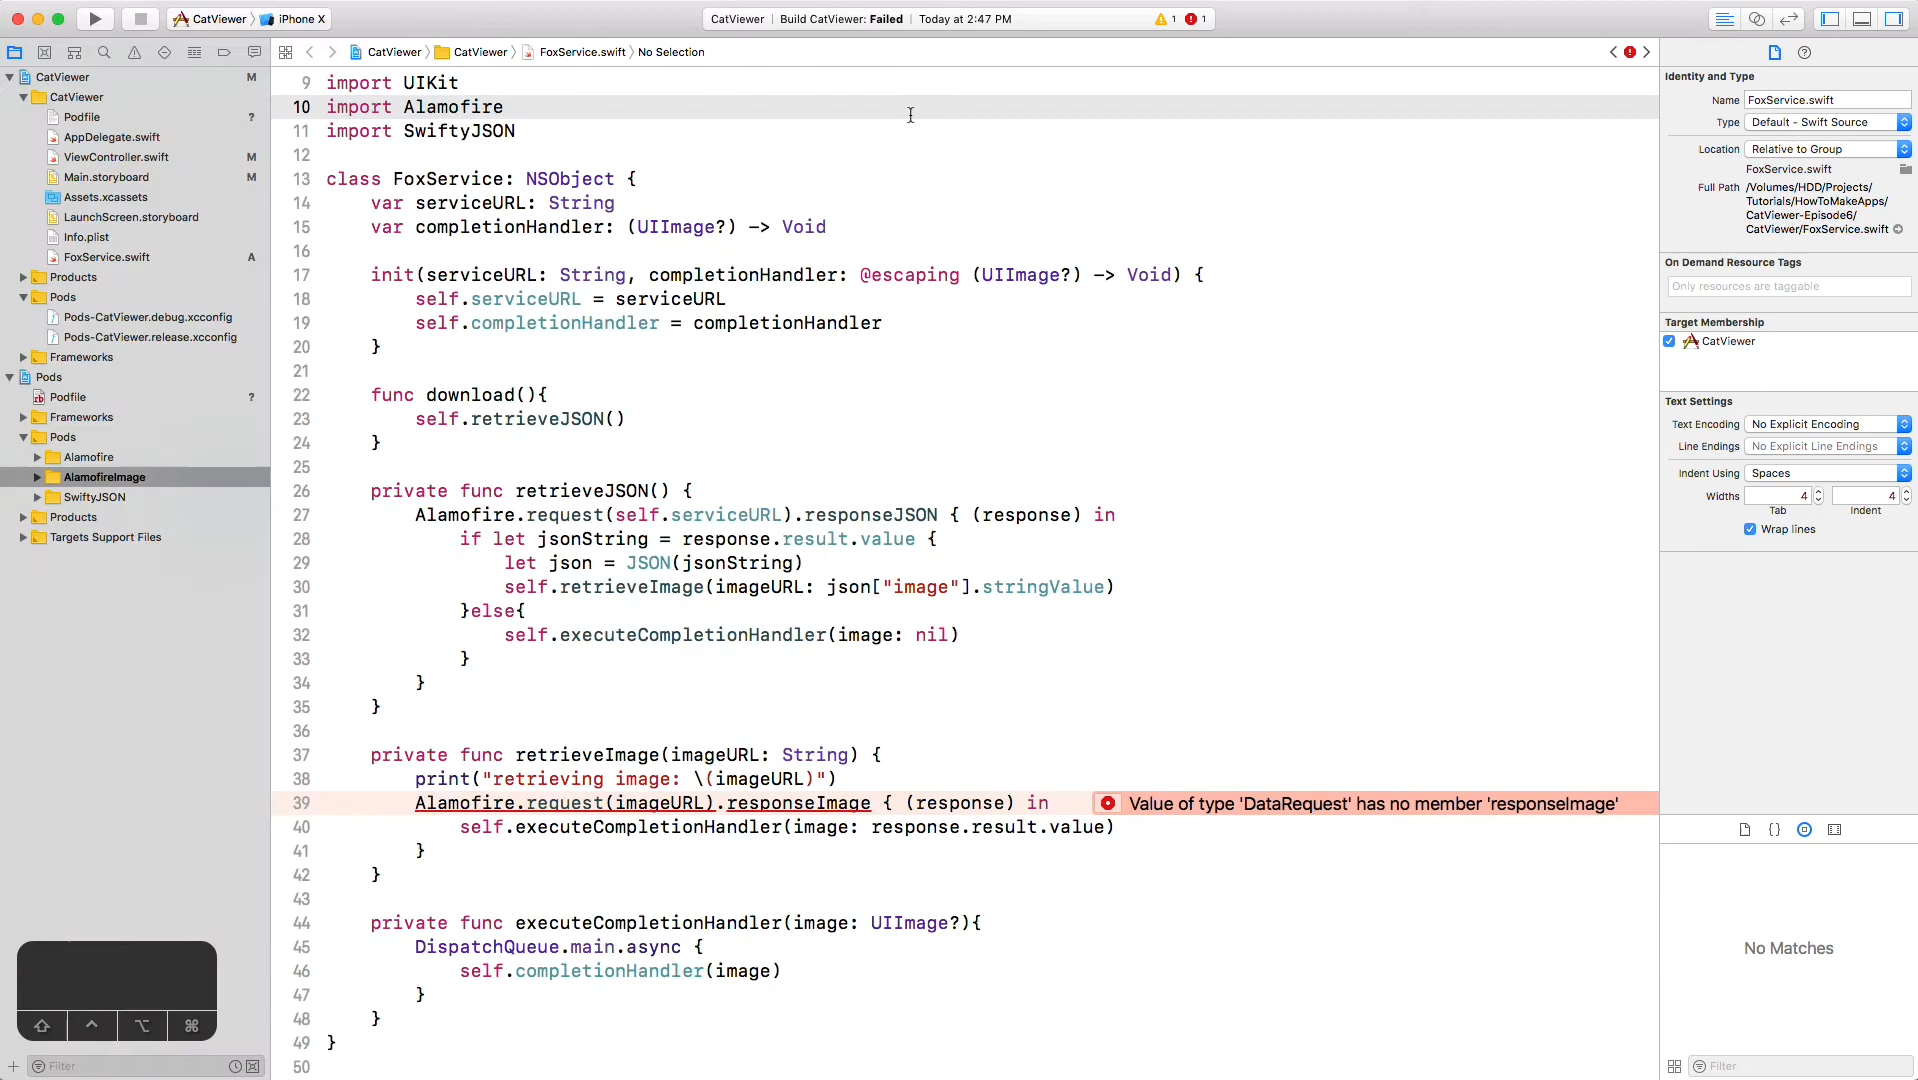 CatViewer iPhone X
CatViewer Build CatViewer: Failed Today at 2:47 PM 1 1
CatViewer CatViewer FoxService.swift No Selection
CatViewer M
CatViewer
Podfile ?
AppDelegate.swift
ViewController.swift M
Main.storyboard M
Assets.xcassets
LaunchScreen.storyboard
Info.plist
FoxService.swift A
Products
Pods
Pods-CatViewer.debug.xcconfig
Pods-CatViewer.release.xcconfig
Frameworks
Pods
Podfile ?
Frameworks
Pods
Alamofire
AlamofireImage
SwiftyJSON
Products
Targets Support Files
Filter
9 import UIKit
10 import Alamofire
11 import SwiftyJSON
12
13 class FoxService: NSObject {
14 var serviceURL: String
15 var completionHandler: (UIImage?) -> Void
16
17 init(serviceURL: String, completionHandler: @escaping (UIImage?) -> Void) {
18 self.serviceURL = serviceURL
19 self.completionHandler = completionHandler
20 }
21
22 func download(){
23 self.retrieveJSON()
24 }
25
26 private func retrieveJSON() {
27 Alamofire.request(self.serviceURL).responseJSON { (response) in
28 if let jsonString = response.result.value {
29 let json = JSON(jsonString)
30 self.retrieveImage(imageURL: json["image"].stringValue)
31 }else{
32 self.executeCompletionHandler(image: nil)
33 }
34 }
35 }
36
37 private func retrieveImage(imageURL: String) {
38 print("retrieving image: \(imageURL)")
39 Alamofire.request(imageURL).responseImage { (response) in Value of type 'DataRequest' has no member 'responseImage'
40 self.executeCompletionHandler(image: response.result.value)
41 }
42 }
43
44 private func executeCompletionHandler(image: UIImage?){
45 DispatchQueue.main.async {
46 self.completionHandler(image)
47 }
48 }
49 }
50
Identity and Type
Name FoxService.swift
Type Default - Swift Source
Location Relative to Group
FoxService.swift
Full Path /Volumes/HDD/Projects/
Tutorials/HowToMakeApps/
CatViewer-Episode6/
CatViewer/FoxService.swift
On Demand Resource Tags
Only resources are taggable
Target Membership
CatViewer
Text Settings
Text Encoding No Explicit Encoding
Line Endings No Explicit Line Endings
Indent Using Spaces
Widths 4 4
Tab Indent
Wrap lines
No Matches
Filter